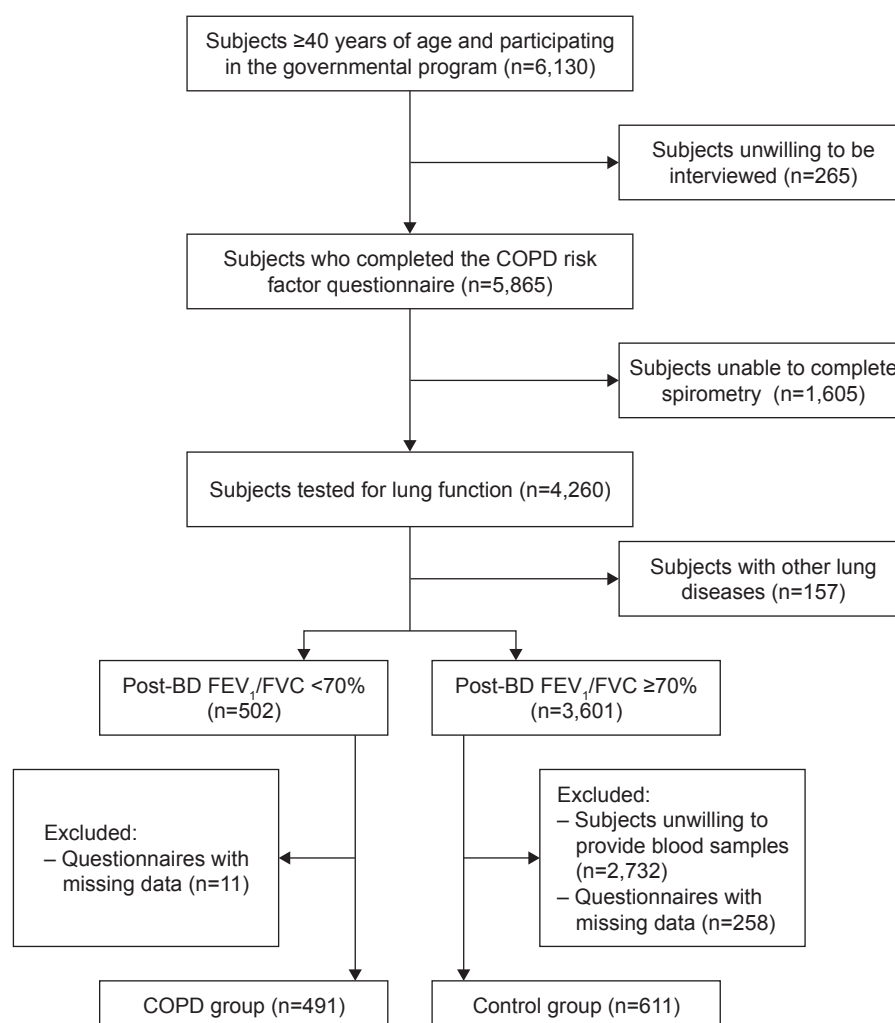 Subjects ≥40 years of age and participating
in the governmental program (n=6,130)
Subjects unwilling to be
interviewed (n=265)
Subjects who completed the COPD risk
factor questionnaire (n=5,865)
Subjects unable to complete
spirometry (n=1,605)
Subjects tested for lung function (n=4,260)
Subjects with other lung
diseases (n=157)
Post-BD FEV₁/FVC <70%
(n=502)
Post-BD FEV₁/FVC ≥70%
(n=3,601)
Excluded:
– Questionnaires with
missing data (n=11)
Excluded:
– Subjects unwilling to
provide blood samples
(n=2,732)
– Questionnaires with
missing data (n=258)
COPD group (n=491)
Control group (n=611)